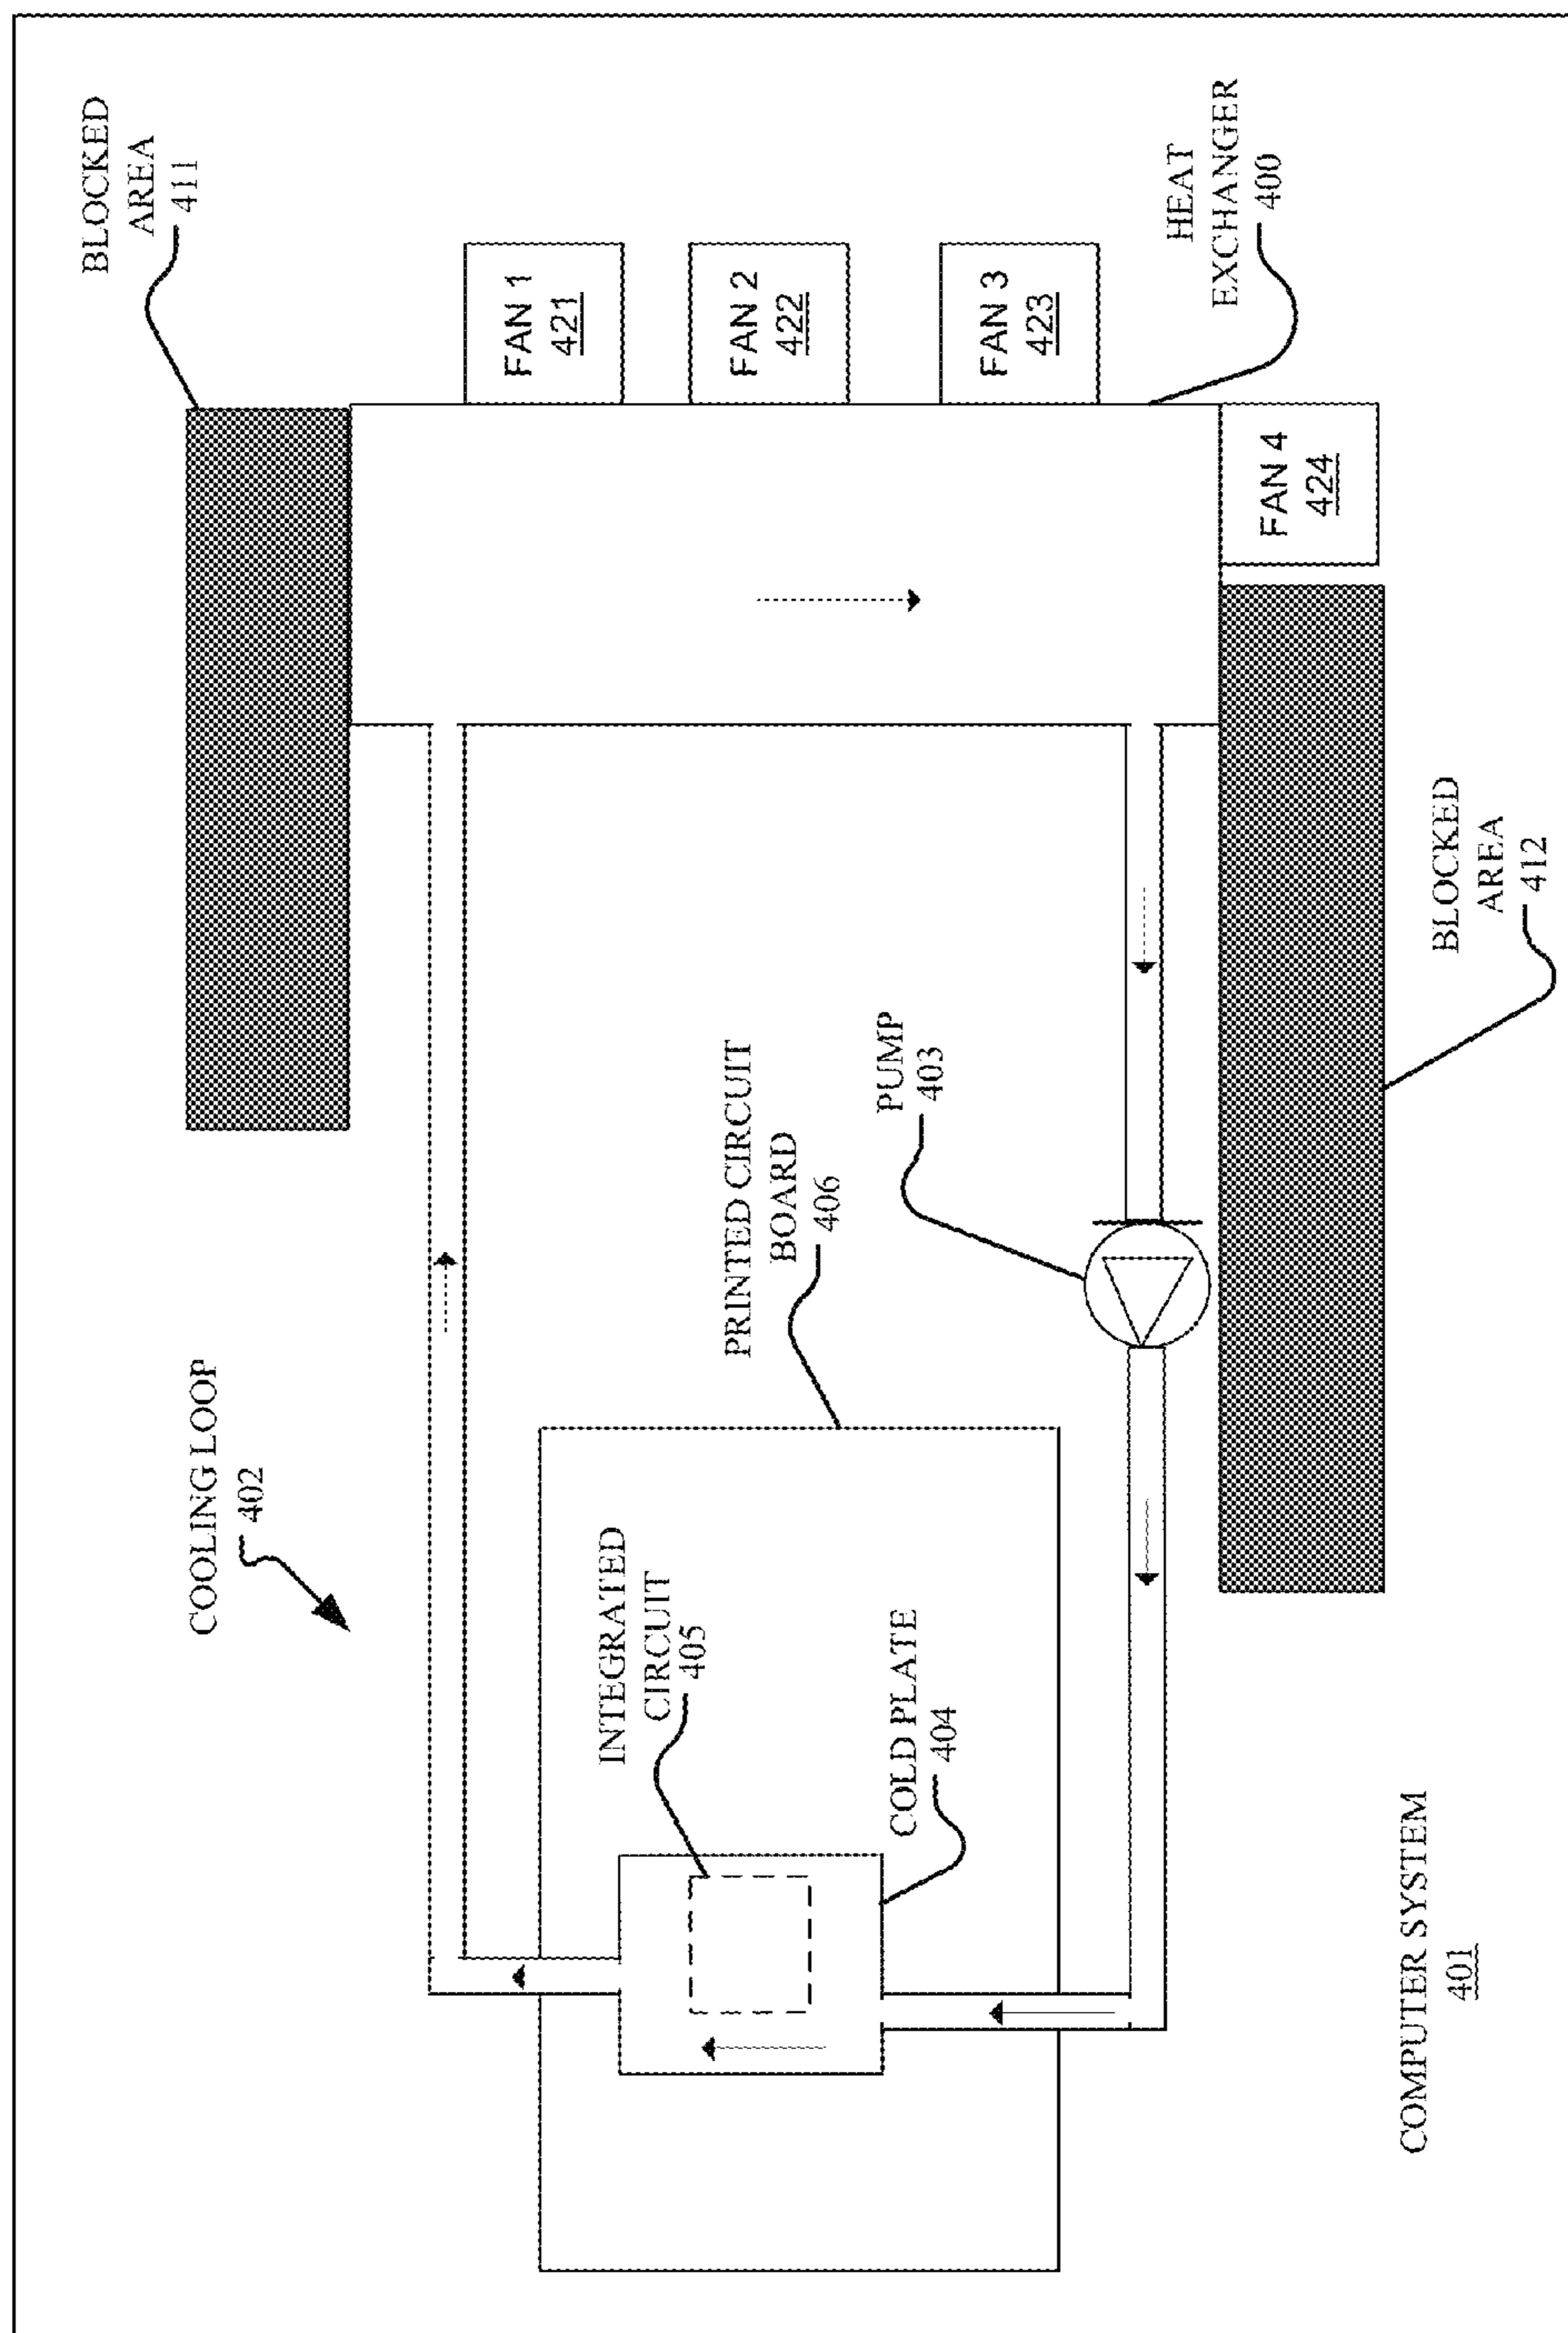 BLOCKED
AREA
411
FAN 1
421
FAN 2
422
FAN 3
423
FAN 4
424
HEAT
EXCHANGER
400
COOLING LOOP
402
PRINTED CIRCUIT
BOARD
406
PUMP
403
BLOCKED
AREA
412
INTEGRATED
CIRCUIT
405
COLD PLATE
404
COMPUTER SYSTEM
401